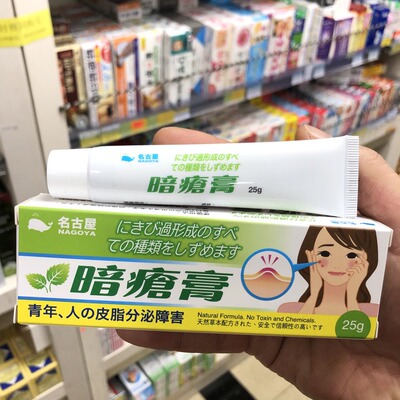 名古屋
NAGOYA
にきび過形成のすべ
ての種類をしずめます
暗瘡膏
25g
名古屋
NAGOYA
にきび過形成のすべ
ての種類をしずめます
暗瘡膏
青年、人の皮脂分泌障害
Natural Formula. No Toxin and Chemicals.
天然草本配方された、安全で信頼性の高いです
25g